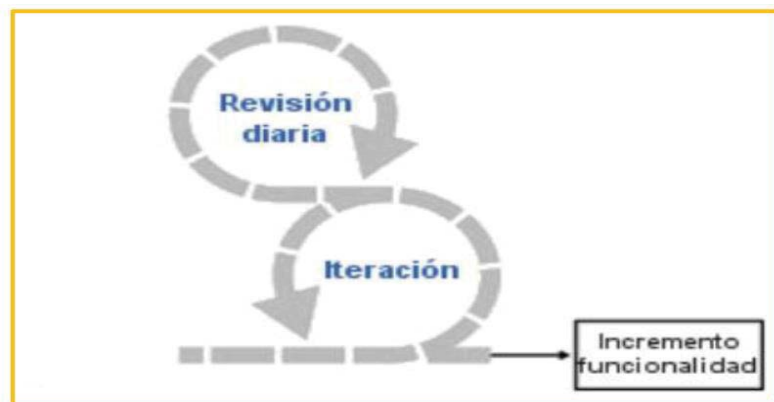 Revisión
diaria
Iteración
Incremento
funcionalidad